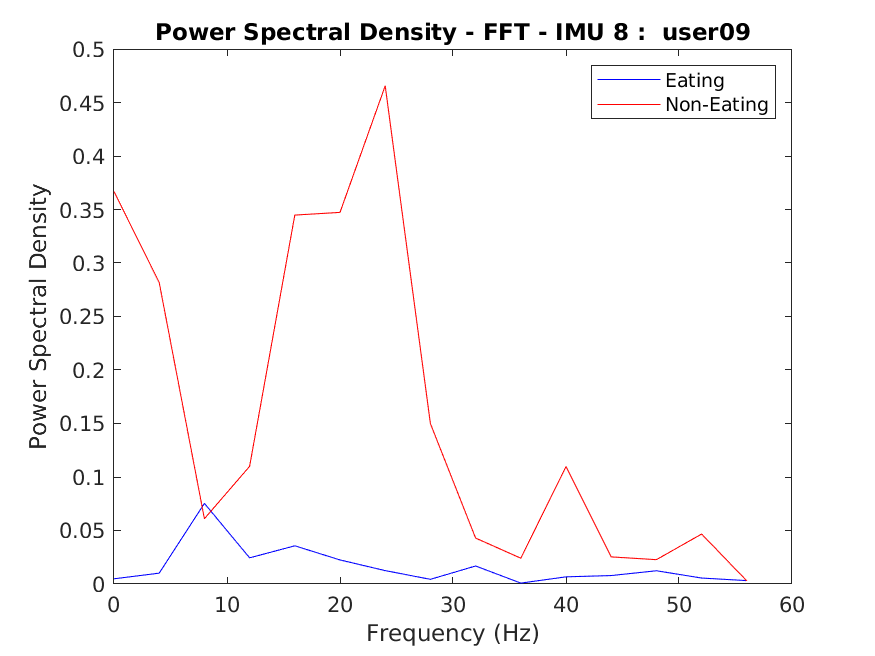 Power Spectral Density - FFT - IMU 8 :  user09
Eating
Non-Eating
Power Spectral Density
0.5
0.45
0.4
0.35
0.3
0.25
0.2
0.15
0.1
0.05
0
0 10 20 30 40 50 60
Frequency (Hz)